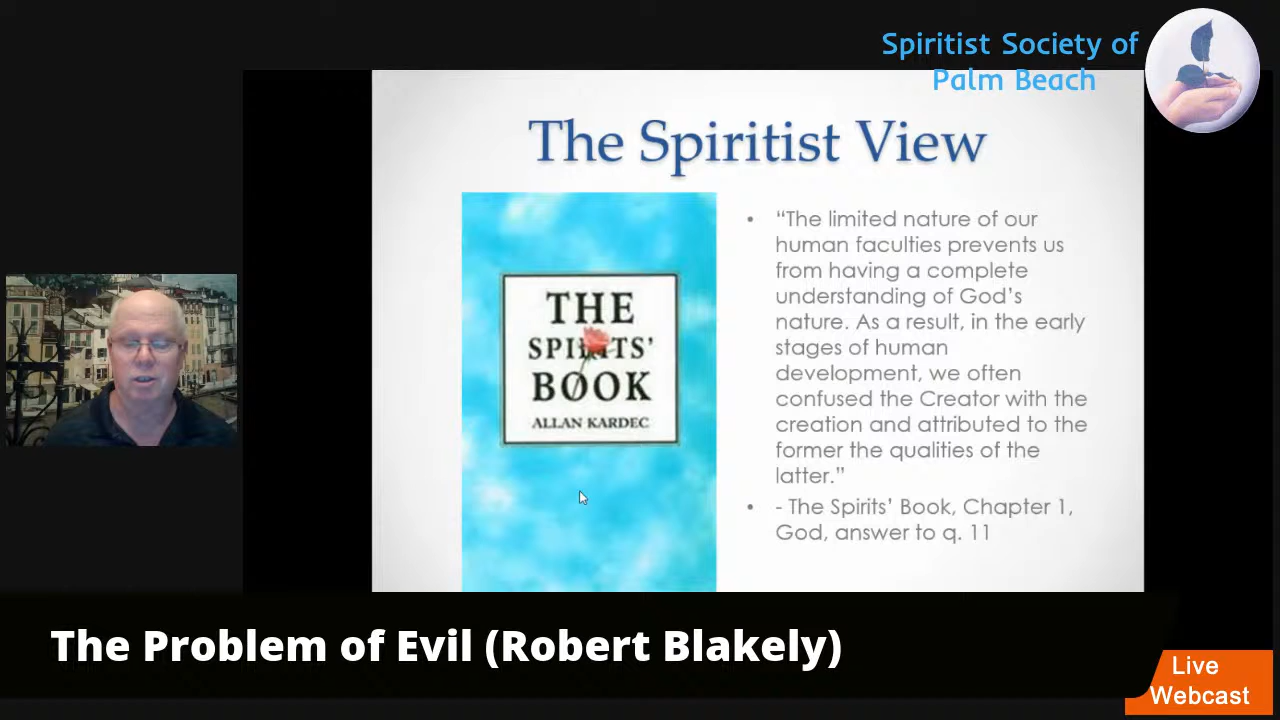 Spiritist Society of
Palm Beach
The Spiritist View
THE
SPIRITS'
BOOK
ALLAN KARDEC
• “The limited nature of our
human faculties prevents us
from having a complete
understanding of God’s
nature. As a result, in the early
stages of human
development, we often
confused the Creator with the
creation and attributed to the
former the qualities of the
latter.”
• - The Spirits’ Book, Chapter 1,
God, answer to q. 11
The Problem of Evil (Robert Blakely)
Live
Webcast